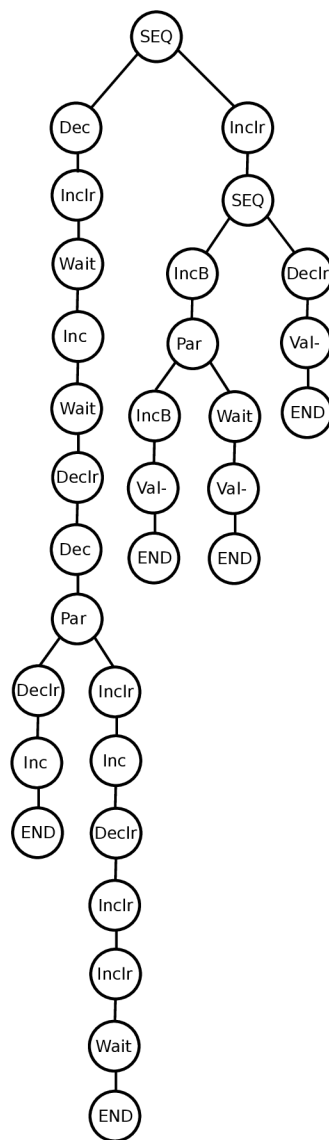 SEQ
Dec Inclr
Inclr SEQ
Wait IncB Declr
Inc Par Val-
Wait IncB Wait END
Declr Val- Val-
Dec END END
Par
Declr Inclr
Inc Inc
END Declr
Inclr
Inclr
Wait
END